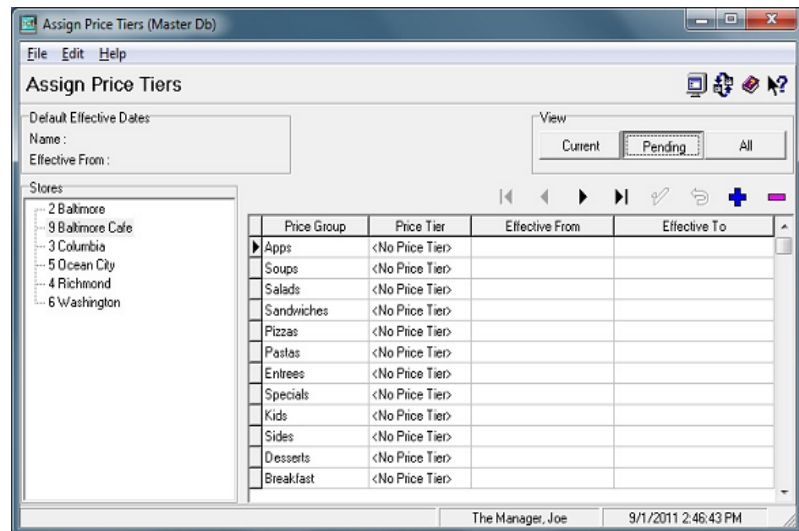 Assign Price Tiers (Master Db)
File Edit Help
Assign Price Tiers
Default Effective Dates
Name :
Effective From :
View
Current Pending All
Stores
2 Baltimore
9 Baltimore Cafe
3 Columbia
5 Ocean City
4 Richmond
6 Washington
Price Group Price Tier Effective From Effective To
Apps <No Price Tier>
Soups <No Price Tier>
Salads <No Price Tier>
Sandwiches <No Price Tier>
Pizzas <No Price Tier>
Pastas <No Price Tier>
Entrees <No Price Tier>
Specials <No Price Tier>
Kids <No Price Tier>
Sides <No Price Tier>
Desserts <No Price Tier>
Breakfast <No Price Tier>
The Manager, Joe 9/1/2011 2:46:43 PM